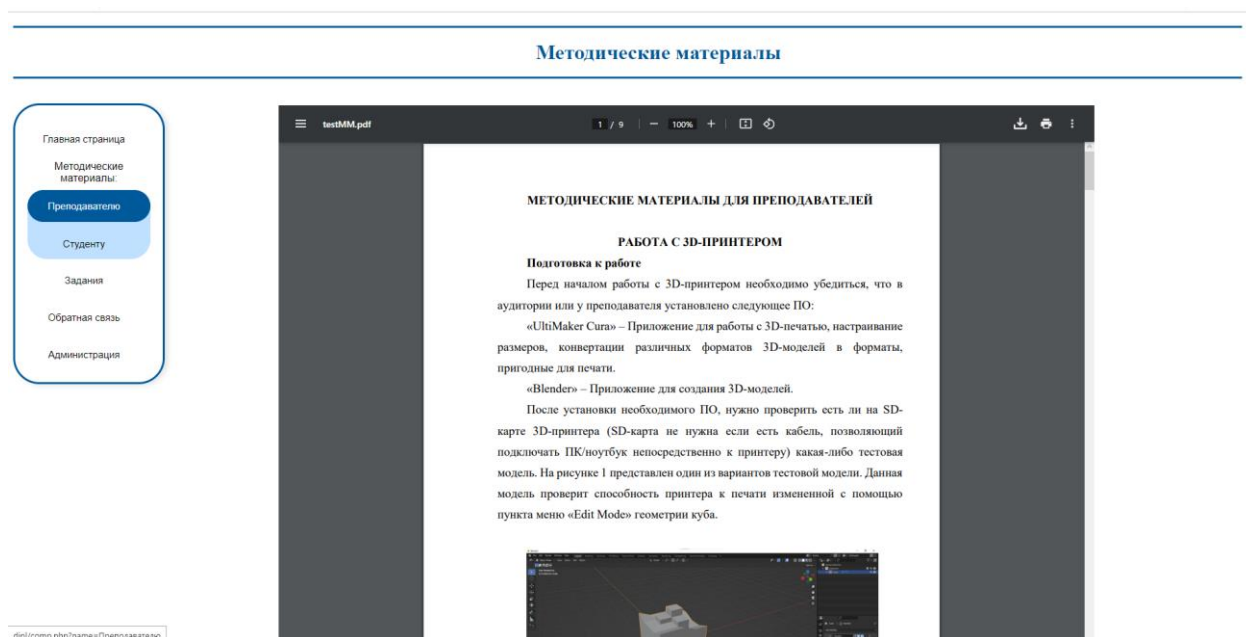 Методические материалы
Главная страница
Методические
материалы:
Преподавателю
Студенту
Задания
Обратная связь
Администрация
testMM.pdf
1 / 9
100%
МЕТОДИЧЕСКИЕ МАТЕРИАЛЫ ДЛЯ ПРЕПОДАВАТЕЛЕЙ
РАБОТА С 3D-ПРИНТЕРОМ
Подготовка к работе
Перед началом работы с 3D-принтером необходимо убедиться, что в
аудитории или у преподавателя установлено следующее ПО:
«UltiMaker Cura» – Приложение для работы с 3D-печатью, настраивание
размеров, конвертации различных форматов 3D-моделей в форматы,
пригодные для печати.
«Blender» – Приложение для создания 3D-моделей.
После установки необходимого ПО, нужно проверить есть ли на SD-
карте 3D-принтера (SD-карта не нужна если есть кабель, позволяющий
подключать ПК/ноутбук непосредственно к принтеру) какая-либо тестовая
модель. На рисунке 1 представлен один из вариантов тестовой модели. Данная
модель проверит способность принтера к печати измененной с помощью
пункта меню «Edit Mode» геометрии куба.
dipl/comp.php?name=Преподавателю